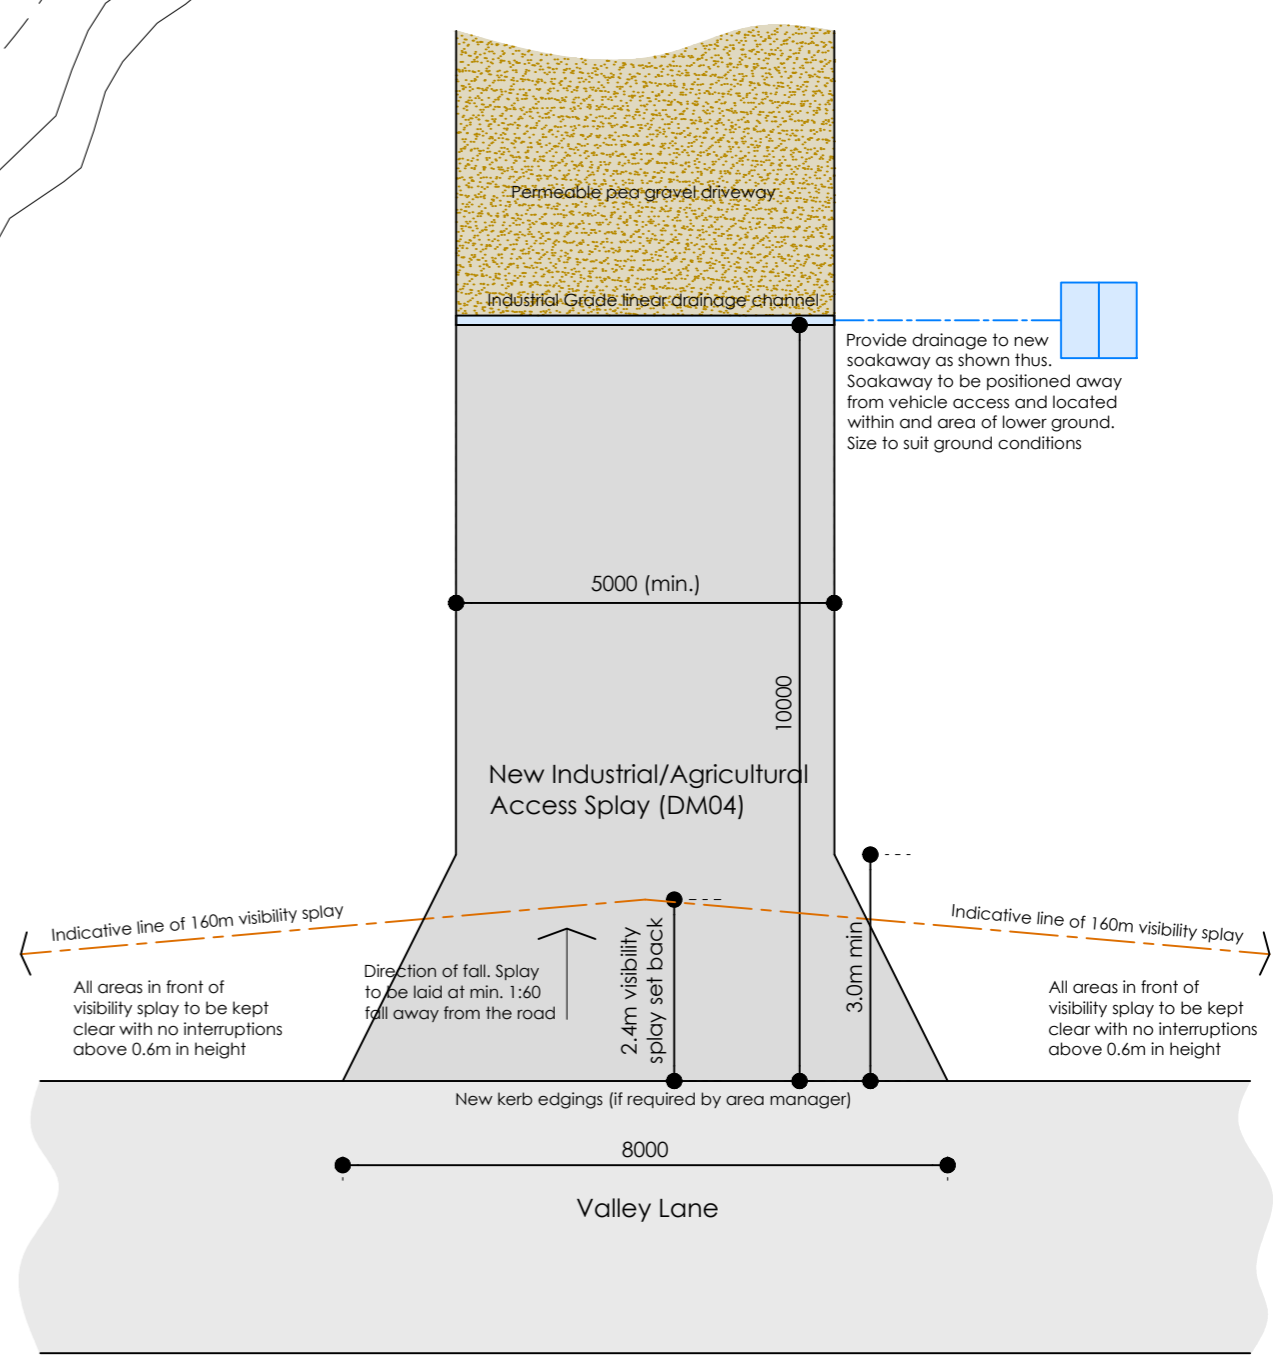 Permeable pea gravel driveway
Industrial Grade linear drainage channel
Provide drainage to new
soakaway as shown thus.
Soakaway to be positioned away
from vehicle access and located
within and area of lower ground.
Size to suit ground conditions
5000 (min.)
10000
New Industrial/Agricultural
Access Splay (DM04)
Indicative line of 160m visibility splay
Indicative line of 160m visibility splay
All areas in front of
visibility splay to be kept
clear with no interruptions
above 0.6m in height
Direction of fall. Splay
to be laid at min. 1:60
fall away from the road
2.4m visibility
splay set back
3.0m min
All areas in front of
visibility splay to be kept
clear with no interruptions
above 0.6m in height
New kerb edgings (if required by area manager)
8000
Valley Lane